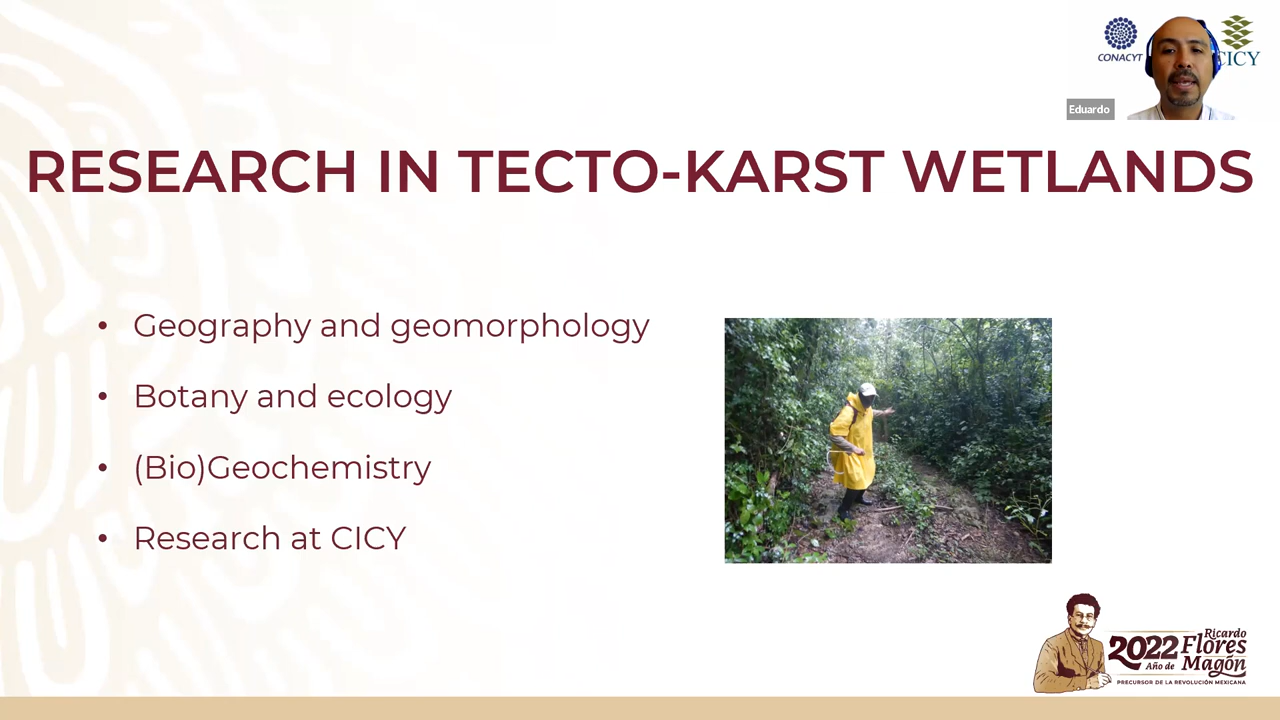 CONACYT
CICY
Eduardo
RESEARCH IN TECTO-KARST WETLANDS
• Geography and geomorphology
• Botany and ecology
• (Bio)Geochemistry
• Research at CICY
2022 Ricardo
Año de Flores
Magón
PRECURSOR DE LA REVOLUCIÓN MEXICANA